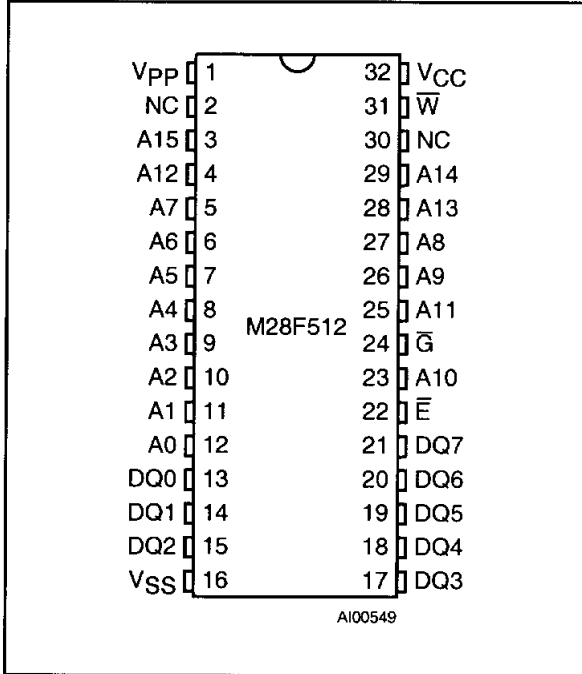 VPP 1 32 VCC
NC 2 31 W̅
A15 3 30 NC
A12 4 29 A14
A7 5 28 A13
A6 6 27 A8
A5 7 26 A9
A4 8 25 A11
M28F512
A3 9 24 G̅
A2 10 23 A10
A1 11 22 E̅
A0 12 21 DQ7
DQ0 13 20 DQ6
DQ1 14 19 DQ5
DQ2 15 18 DQ4
VSS 16 17 DQ3
AI00549